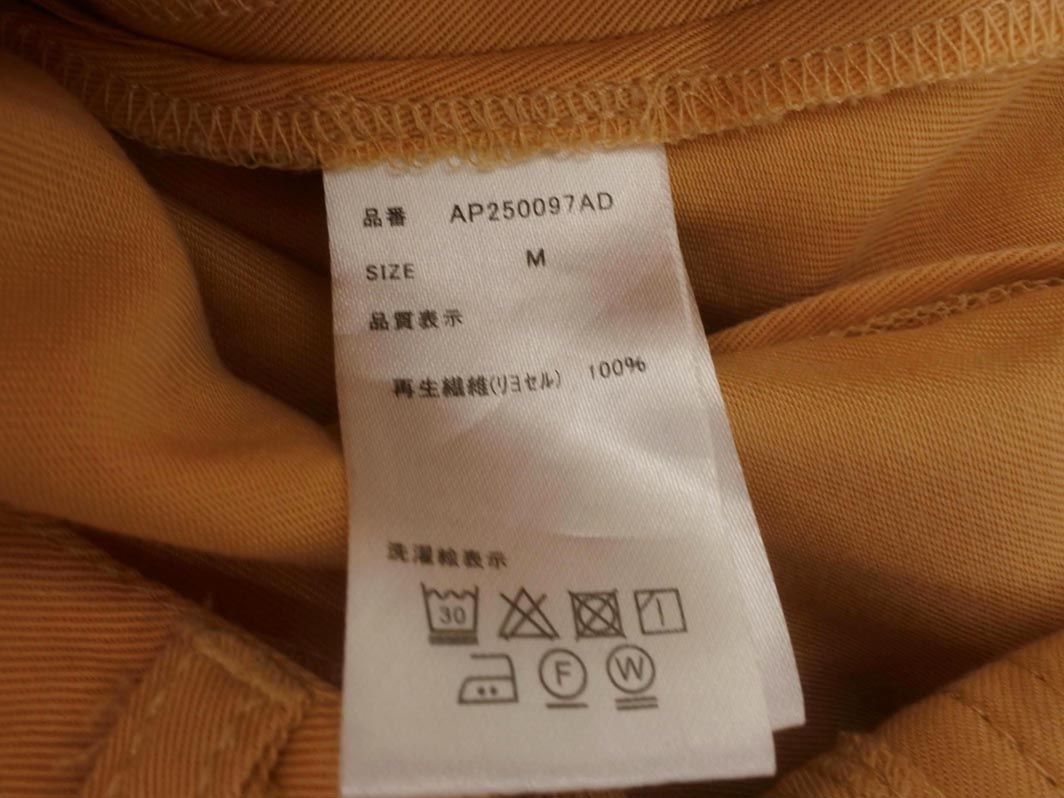 品番 AP250097AD
SIZE M
品質表示
再生繊維(リヨセル) 100%
洗濯絵表示
30
F W